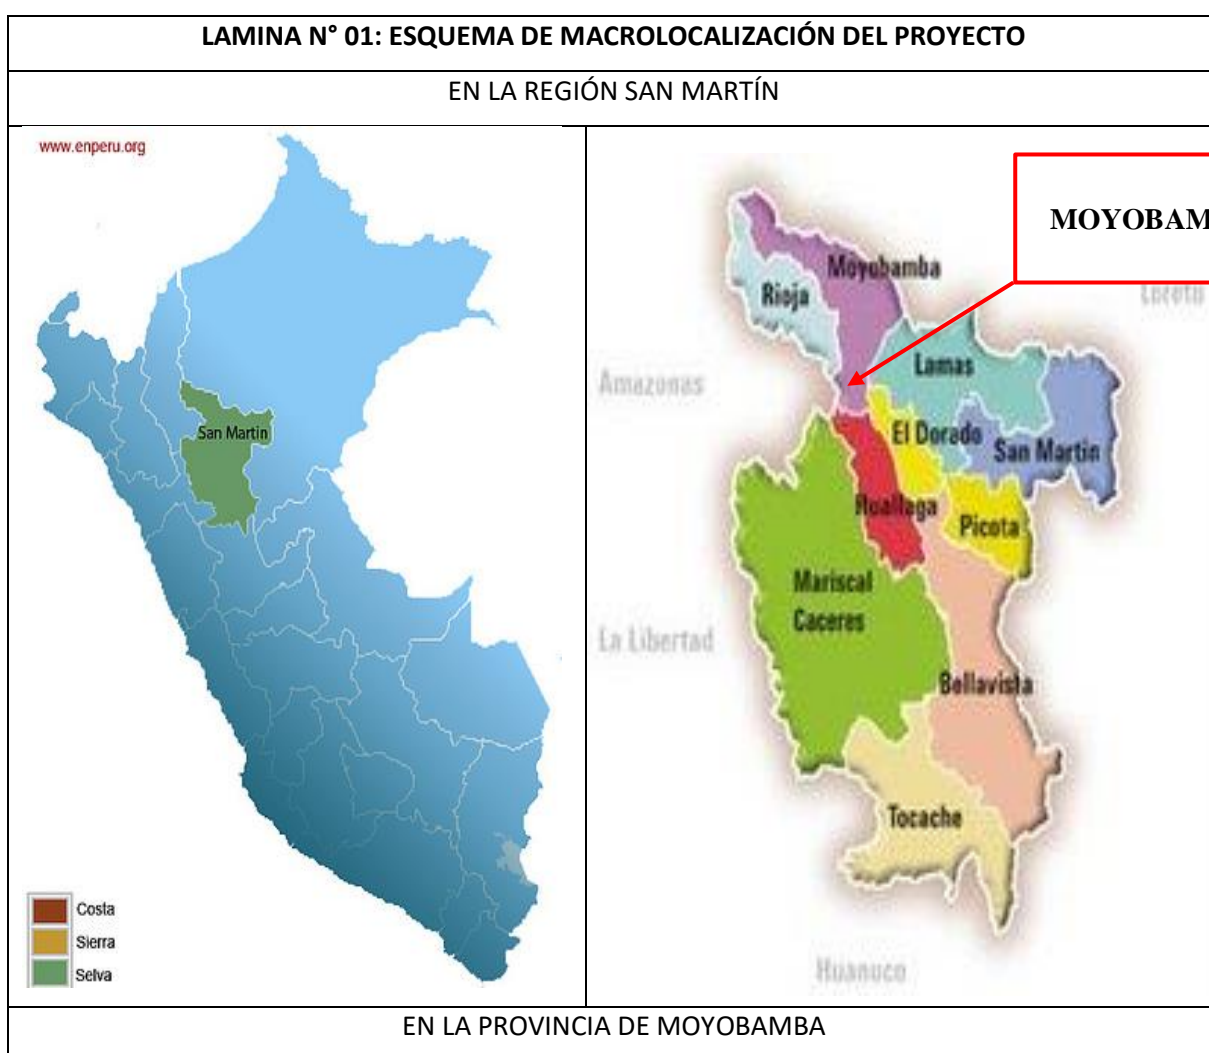 LAMINA N° 01: ESQUEMA DE MACROLOCALIZACIÓN DEL PROYECTO
EN LA REGIÓN SAN MARTÍN
www.enperu.org
San Martin
Costa
Sierra
Selva
MOYOBAM
Moyobamba
Rioja
Loreto
Lamas
Amazonas
El Dorado
San Martin
Huallaga
Picota
Mariscal
Caceres
La Libertad
Bellavista
Tocache
Huanuco
EN LA PROVINCIA DE MOYOBAMBA